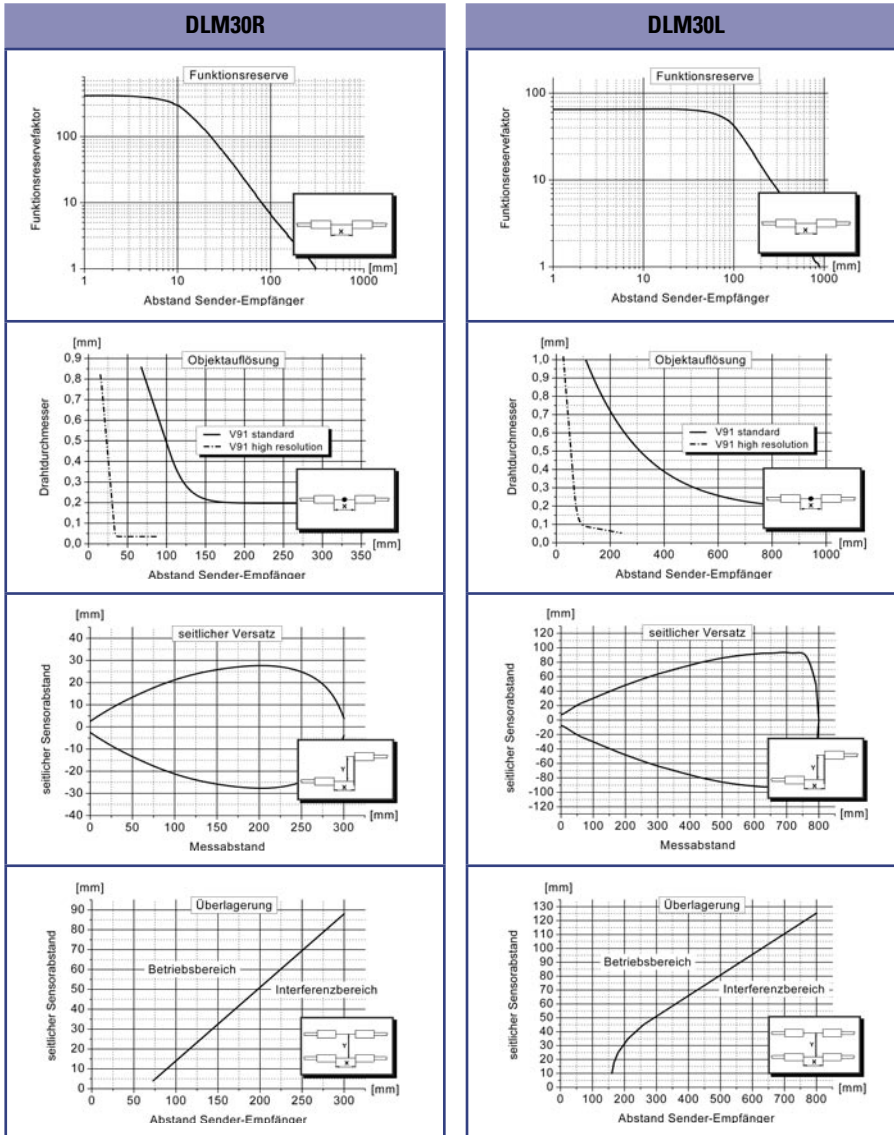 DLM30R
DLM30L
Funktionsreserve
Funktionsreservefaktor
100
10
1
1 10 100 1000
[mm]
Abstand Sender-Empfänger
x
Funktionsreserve
Funktionsreservefaktor
100
10
1
1 10 100 1000
[mm]
Abstand Sender-Empfänger
x
[mm]
Objektauflösung
Drahtdurchmesser
0,9
0,8
0,7
0,6
0,5
0,4
0,3
0,2
0,1
0,0
V91 standard
V91 high resolution
x
0 50 100 150 200 250 300 350
[mm]
Abstand Sender-Empfänger
[mm]
Objektauflösung
Drahtdurchmesser
1,0
0,9
0,8
0,7
0,6
0,5
0,4
0,3
0,2
0,1
0,0
V91 standard
V91 high resolution
x
0 200 400 600 800 1000
[mm]
Abstand Sender-Empfänger
[mm]
seitlicher Versatz
seitlicher Sensorabstand
40
30
20
10
0
-10
-20
-30
-40
Y
x
0 50 100 150 200 250 300
[mm]
Messabstand
[mm]
seitlicher Versatz
seitlicher Sensorabstand
120
100
80
60
40
20
0
-20
-40
-60
-80
-100
-120
Y
x
0 100 200 300 400 500 600 700 800
[mm]
Messabstand
[mm]
Überlagerung
seitlicher Sensorabstand
90
80
70
60
50
40
30
20
10
0
Betriebsbereich
Interferenzbereich
Y
x
0 50 100 150 200 250 300
[mm]
Abstand Sender-Empfänger
[mm]
Überlagerung
seitlicher Sensorabstand
130
120
110
100
90
80
70
60
50
40
30
20
10
0
Betriebsbereich
Interferenzbereich
Y
x
0 100 200 300 400 500 600 700 800
[mm]
Abstand Sender-Empfänger